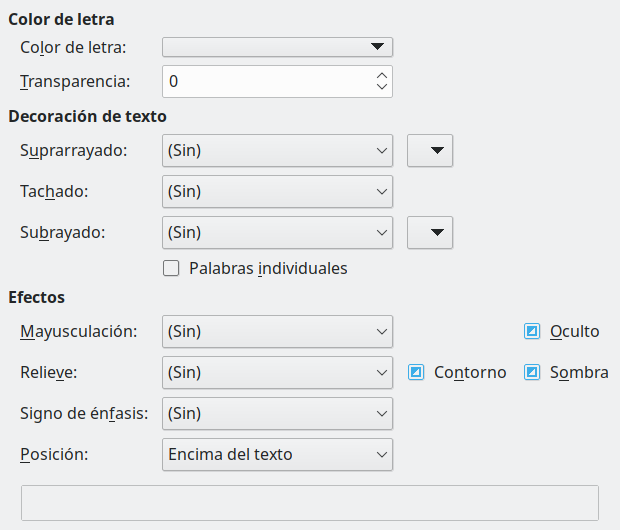 Color de letra
Color de letra:
Transparencia: 0
Decoración de texto
Suprarrayado: (Sin)
Tachado: (Sin)
Subrayado: (Sin)
Palabras individuales
Efectos
Mayusculación: (Sin) Oculto
Relieve: (Sin) Contorno Sombra
Signo de énfasis: (Sin)
Posición: Encima del texto